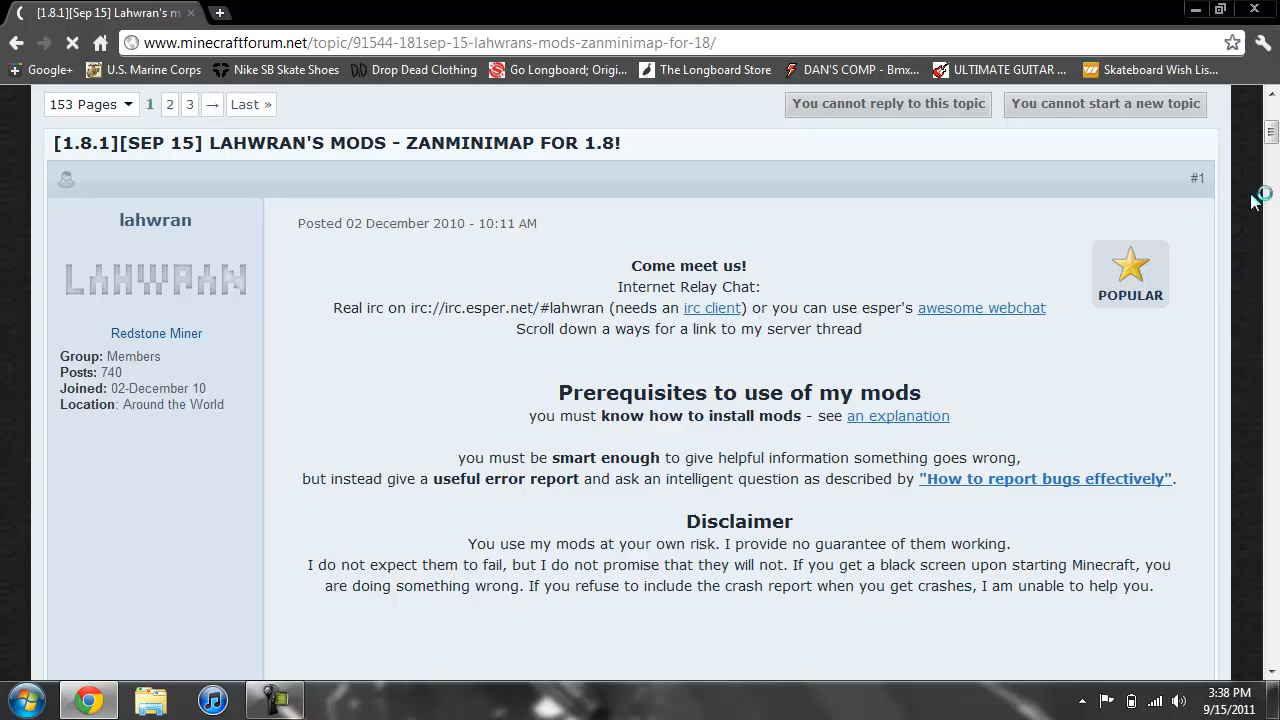 [1.8.1][Sep 15] Lahwran's m
www.minecraftforum.net/topic/91544-181sep-15-lahwrans-mods-zanminimap-for-18/
Google+ U.S. Marine Corps Nike SB Skate Shoes Drop Dead Clothing Go Longboard; Origi... The Longboard Store DAN'S COMP - Bmx... ULTIMATE GUITAR ... Skateboard Wish Lis...
153 Pages 1 2 3 → Last » You cannot reply to this topic You cannot start a new topic
[1.8.1][SEP 15] LAHWRAN'S MODS - ZANMINIMAP FOR 1.8!
#1
lahwran
LAHWRAN
Redstone Miner
Group: Members
Posts: 740
Joined: 02-December 10
Location: Around the World
Posted 02 December 2010 - 10:11 AM
POPULAR
Come meet us!
Internet Relay Chat:
Real irc on irc://irc.esper.net/#lahwran (needs an irc client) or you can use esper's awesome webchat
Scroll down a ways for a link to my server thread
Prerequisites to use of my mods
you must know how to install mods - see an explanation
you must be smart enough to give helpful information something goes wrong,
but instead give a useful error report and ask an intelligent question as described by "How to report bugs effectively".
Disclaimer
You use my mods at your own risk. I provide no guarantee of them working.
I do not expect them to fail, but I do not promise that they will not. If you get a black screen upon starting Minecraft, you
are doing something wrong. If you refuse to include the crash report when you get crashes, I am unable to help you.
3:38 PM
9/15/2011